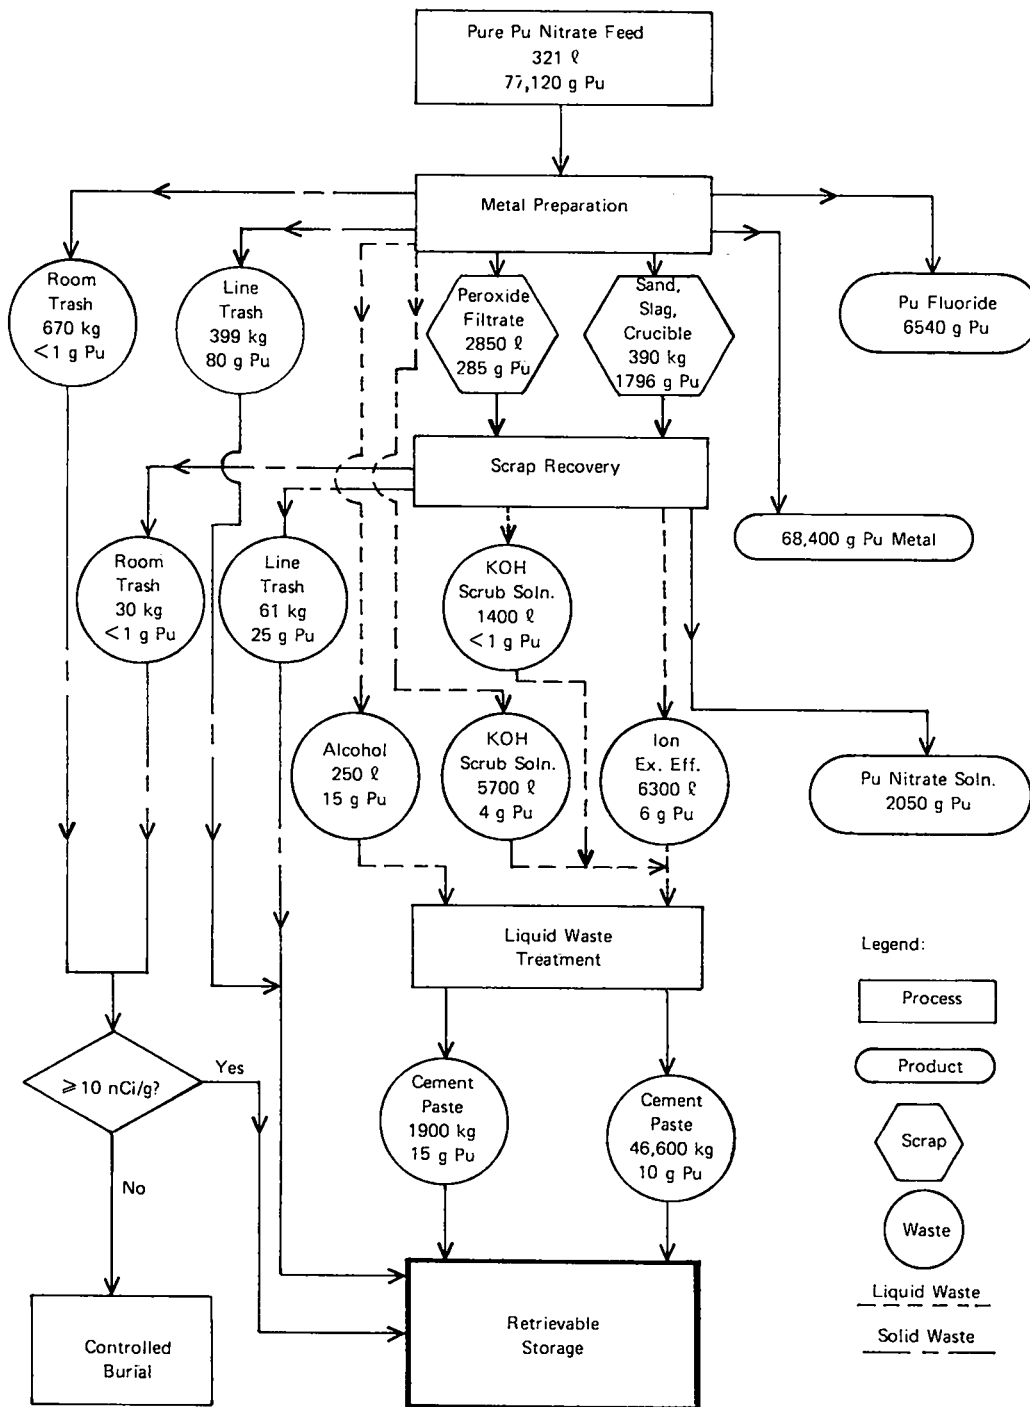 Pure Pu Nitrate Feed
321 ℓ
77,120 g Pu
Metal Preparation
Room
Trash
670 kg
<1 g Pu
Line
Trash
399 kg
80 g Pu
Peroxide
Filtrate
2850 ℓ
285 g Pu
Sand,
Slag,
Crucible
390 kg
1796 g Pu
Pu Fluoride
6540 g Pu
Scrap Recovery
68,400 g Pu Metal
Room
Trash
30 kg
<1 g Pu
Line
Trash
61 kg
25 g Pu
KOH
Scrub Soln.
1400 ℓ
<1 g Pu
Alcohol
250 ℓ
15 g Pu
KOH
Scrub Soln.
5700 ℓ
4 g Pu
Ion
Ex. Eff.
6300 ℓ
6 g Pu
Pu Nitrate Soln.
2050 g Pu
Liquid Waste
Treatment
≥10 nCi/g?
Yes
No
Cement
Paste
1900 kg
15 g Pu
Cement
Paste
46,600 kg
10 g Pu
Controlled
Burial
Retrievable
Storage
Legend:
Process
Product
Scrap
Waste
Liquid Waste
Solid Waste